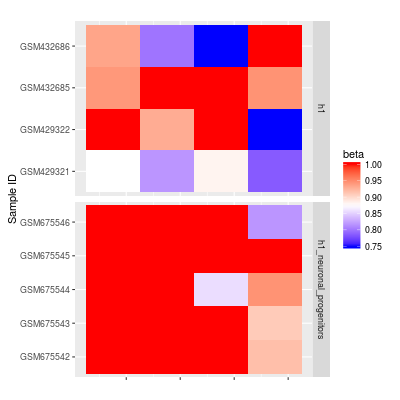 GSM432686
GSM432685
GSM429322
GSM429321
h1
GSM675546
GSM675545
GSM675544
GSM675543
GSM675542
h1_neuronal_progenitors
Sample ID
beta
1.00
0.95
0.90
0.85
0.80
0.75